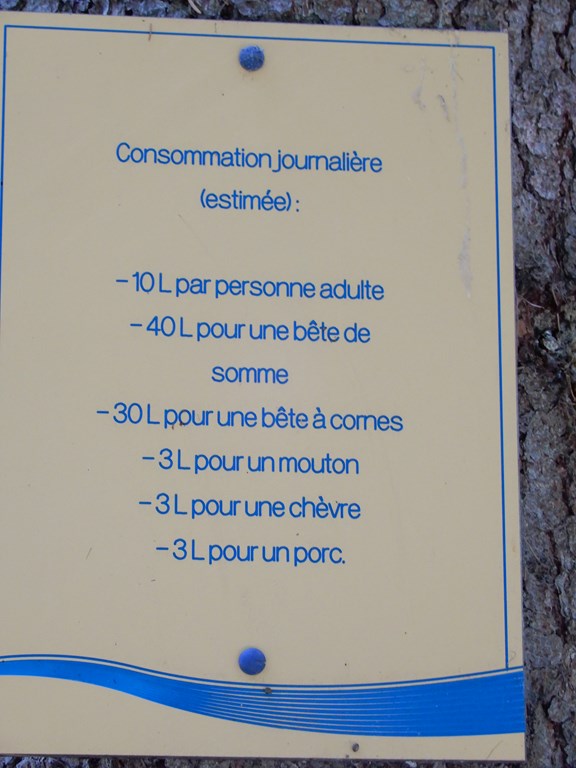 Consommation journalière
(estimée) :
– 10 L par personne adulte
– 40 L pour une bête de
somme
– 30 L pour une bête à cornes
– 3 L pour un mouton
– 3 L pour une chèvre
– 3 L pour un porc.